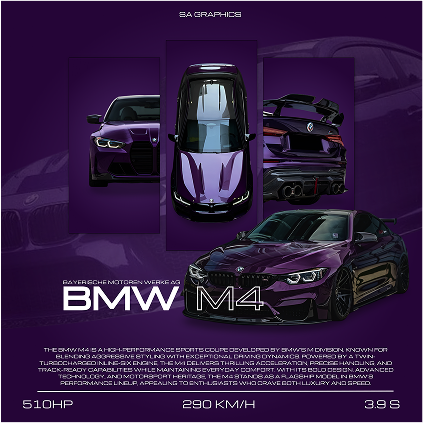 SA GRAPHICS
BAYERISCHE MOTOREN WERKE AG
BMW M4
THE BMW M4 IS A HIGH-PERFORMANCE SPORTS COUPE DEVELOPED BY BMW'S M DIVISION, KNOWN FOR
BLENDING AGGRESSIVE STYLING WITH EXCEPTIONAL DRIVING DYNAMICS. POWERED BY A TWIN-
TURBOCHARGED INLINE-SIX ENGINE, THE M4 DELIVERS THRILLING ACCELERATION, PRECISE HANDLING, AND
TRACK-READY CAPABILITIES WHILE MAINTAINING EVERYDAY COMFORT. WITH ITS BOLD DESIGN, ADVANCED
TECHNOLOGY, AND MOTORSPORT HERITAGE, THE M4 STANDS AS A FLAGSHIP MODEL IN BMW'S
PERFORMANCE LINEUP, APPEALING TO ENTHUSIASTS WHO CRAVE BOTH LUXURY AND SPEED.
510HP 290 KM/H 3.9 S